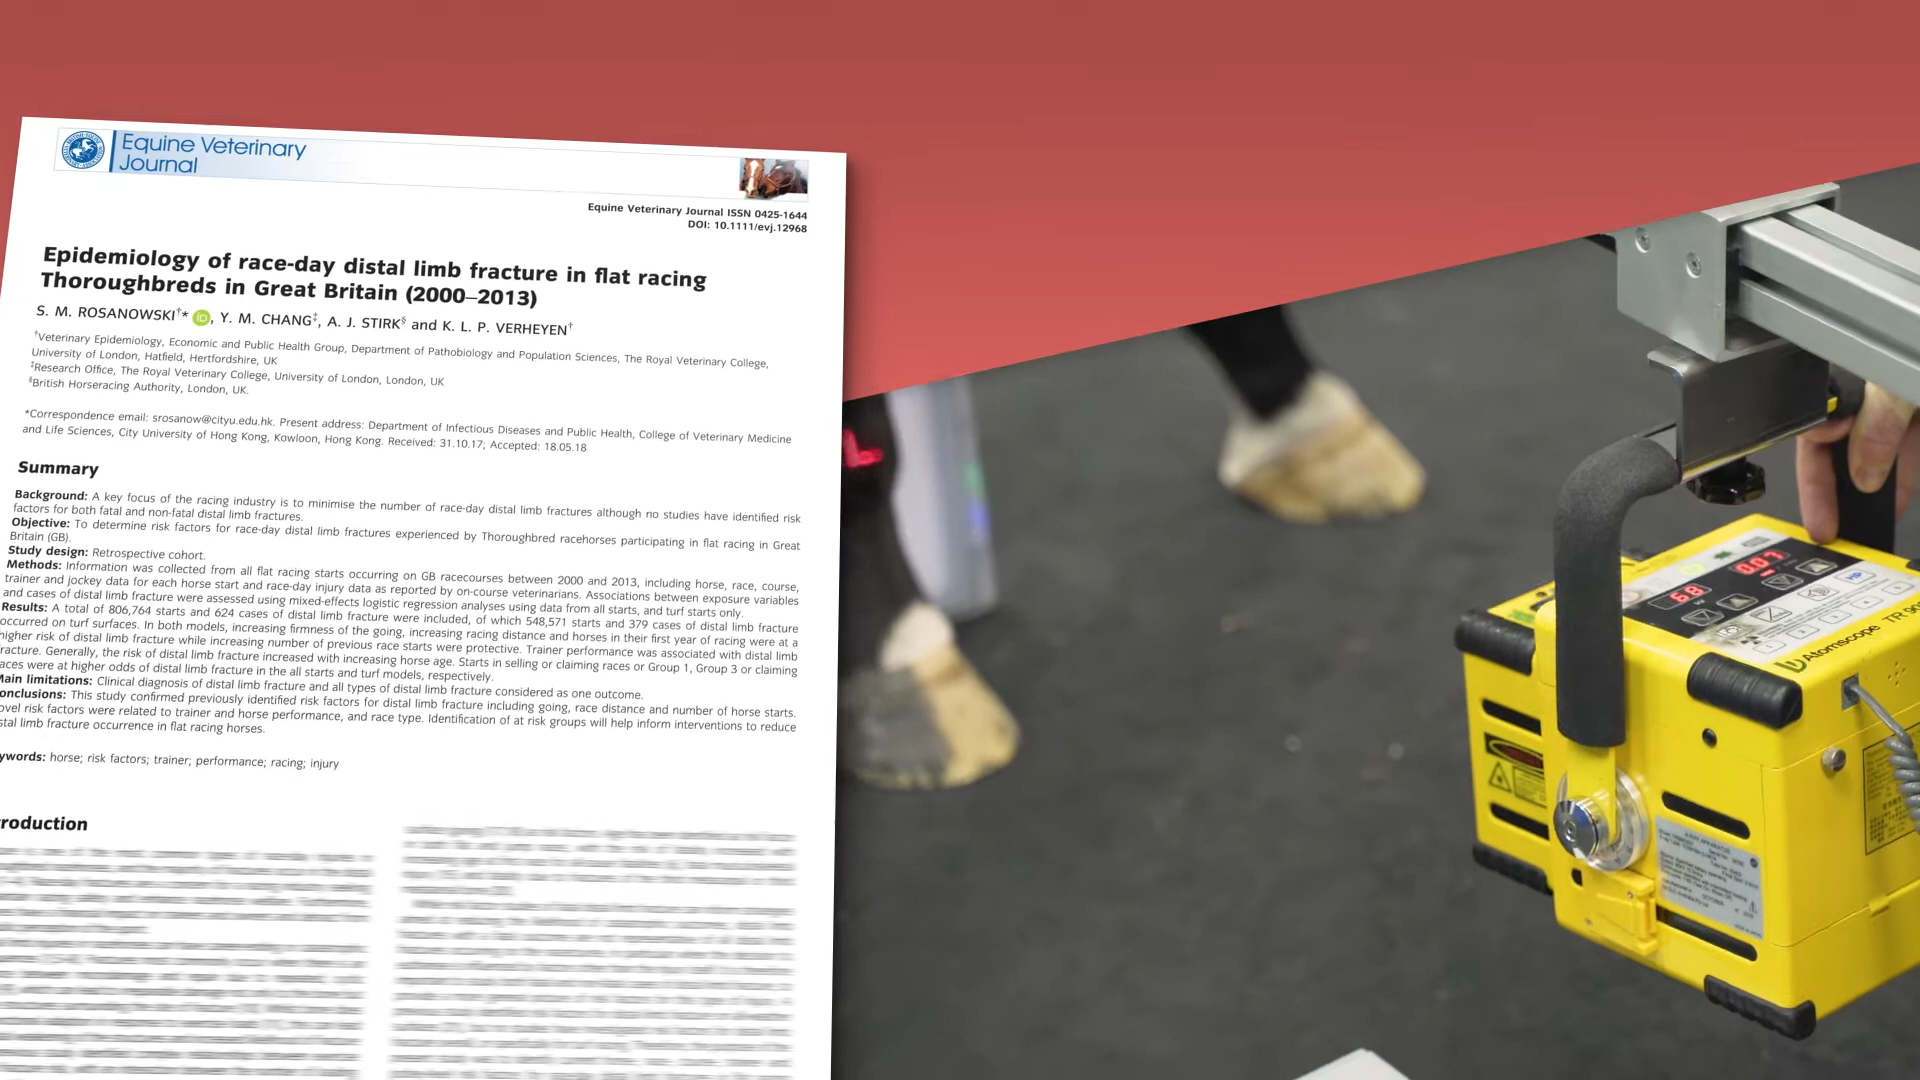 Equine Veterinary
Journal
Equine Veterinary Journal ISSN 0425-1644
DOI: 10.1111/evj.12968
Epidemiology of race-day distal limb fracture in flat racing
Thoroughbreds in Great Britain (2000–2013)
S. M. ROSANOWSKI†* iD, Y. M. CHANG‡, A. J. STIRK§ and K. L. P. VERHEYEN†
†Veterinary Epidemiology, Economic and Public Health Group, Department of Pathobiology and Population Sciences, The Royal Veterinary College,
University of London, Hatfield, Hertfordshire, UK
‡Research Office, The Royal Veterinary College, University of London, London, UK
§British Horseracing Authority, London, UK.
*Correspondence email: srosanow@cityu.edu.hk. Present address: Department of Infectious Diseases and Public Health, College of Veterinary Medicine
and Life Sciences, City University of Hong Kong, Kowloon, Hong Kong. Received: 31.10.17; Accepted: 18.05.18
Summary
Background: A key focus of the racing industry is to minimise the number of race-day distal limb fractures although no studies have identified risk
factors for both fatal and non-fatal distal limb fractures.
Objective: To determine risk factors for race-day distal limb fractures experienced by Thoroughbred racehorses participating in flat racing in Great
Britain (GB).
Study design: Retrospective cohort.
Methods: Information was collected from all flat racing starts occurring on GB racecourses between 2000 and 2013, including horse, race, course,
trainer and jockey data for each horse start and race-day injury data as reported by on-course veterinarians. Associations between exposure variables
and cases of distal limb fracture were assessed using mixed-effects logistic regression analyses using data from all starts, and turf starts only.
Results: A total of 806,764 starts and 624 cases of distal limb fracture were included, of which 548,571 starts and 379 cases of distal limb fracture
occurred on turf surfaces. In both models, increasing firmness of the going, increasing racing distance and horses in their first year of racing were at a
higher risk of distal limb fracture while increasing number of previous race starts were protective. Trainer performance was associated with distal limb
racture. Generally, the risk of distal limb fracture increased with increasing horse age. Starts in selling or claiming races or Group 1, Group 3 or claiming
aces were at higher odds of distal limb fracture in the all starts and turf models, respectively.
Main limitations: Clinical diagnosis of distal limb fracture and all types of distal limb fracture considered as one outcome.
onclusions: This study confirmed previously identified risk factors for distal limb fracture including going, race distance and number of horse starts.
ovel risk factors were related to trainer and horse performance, and race type. Identification of at risk groups will help inform interventions to reduce
stal limb fracture occurrence in flat racing horses.
ywords: horse; risk factors; trainer; performance; racing; injury
roduction
68
0.07
HP
Atomscope TR 90